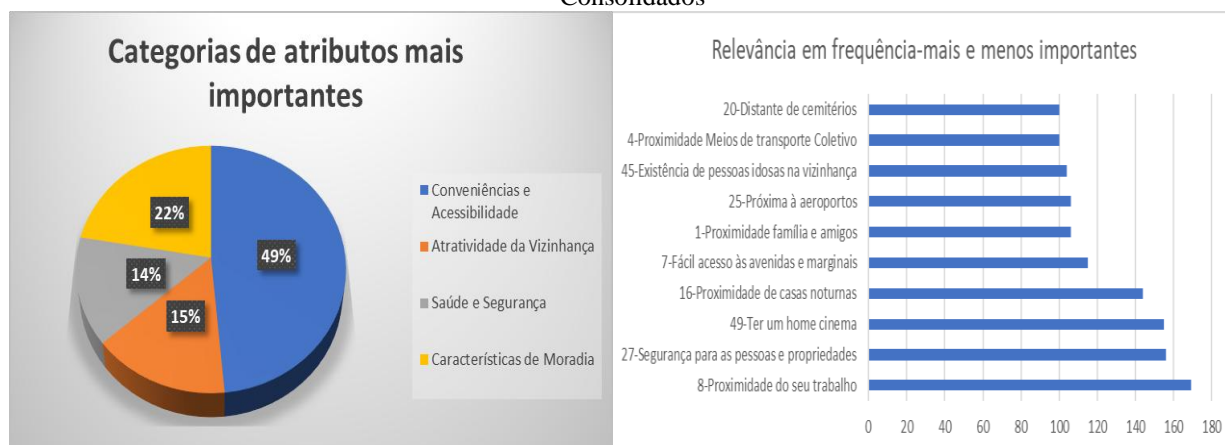 Consolidados
Categorias de atributos mais
importantes
22%
49%
14%
15%
Conveniências e
Acessibilidade
Atratividade da Vizinhança
Saúde e Segurança
Características de Moradia
Relevância em frequência-mais e menos importantes
20-Distante de cemitérios
4-Proximidade Meios de transporte Coletivo
45-Existência de pessoas idosas na vizinhança
25-Próxima à aeroportos
1-Proximidade família e amigos
7-Fácil acesso às avenidas e marginais
16-Proximidade de casas noturnas
49-Ter um home cinema
27-Segurança para as pessoas e propriedades
8-Proximidade do seu trabalho
0 20 40 60 80 100 120 140 160 180